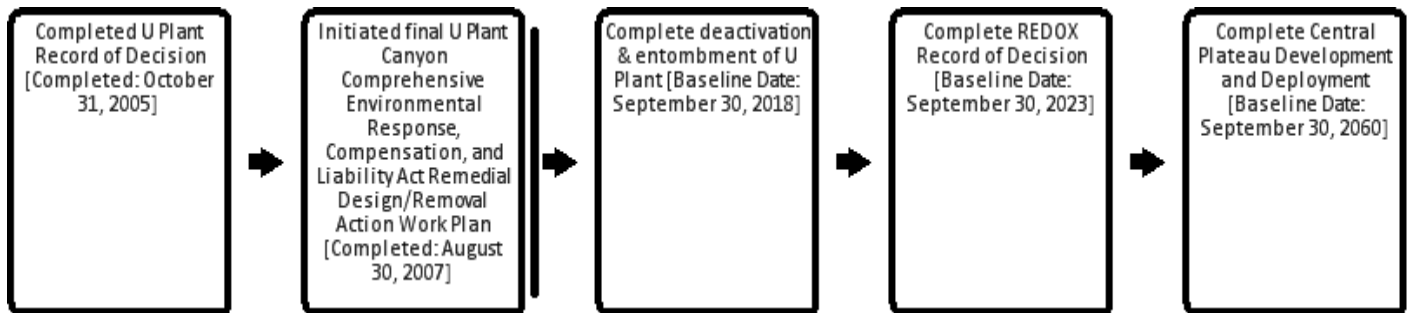 Completed U Plant
Record of Decision
[Completed: October
31, 2005]
Initiated final U Plant
Canyon
Comprehensive
Environmental
Response,
Compensation, and
Liability Act Remedial
Design/Removal
Action Work Plan
[Completed: August
30, 2007]
Complete deactivation
& entombment of U
Plant [Baseline Date:
September 30, 2018]
Complete REDOX
Record of Decision
[Baseline Date:
September 30, 2023]
Complete Central
Plateau Development
and Deployment
[Baseline Date:
September 30, 2060]